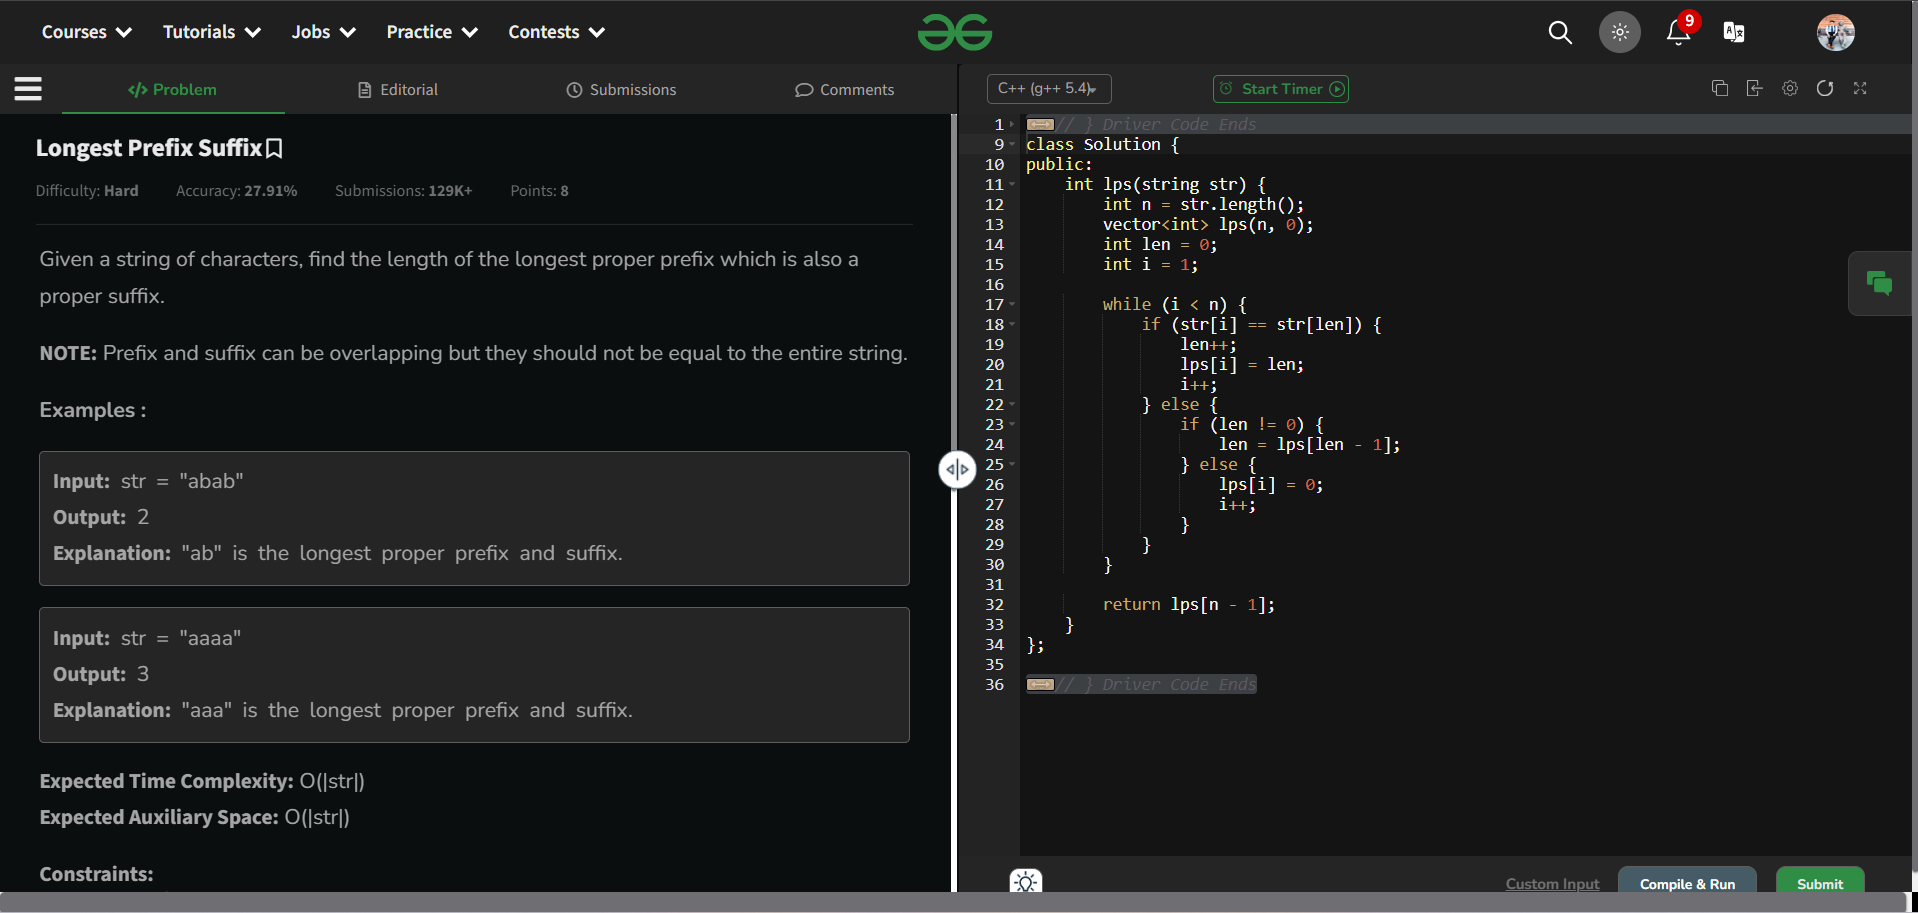 Courses Tutorials Jobs Practice Contests 9
Problem Editorial Submissions Comments
C++ (g++ 5.4) Start Timer
Longest Prefix Suffix
Difficulty: Hard Accuracy: 27.91% Submissions: 129K+ Points: 8
Given a string of characters, find the length of the longest proper prefix which is also a
proper suffix.
NOTE: Prefix and suffix can be overlapping but they should not be equal to the entire string.
Examples :
Input: str = "abab"
Output: 2
Explanation: "ab" is the longest proper prefix and suffix.
Input: str = "aaaa"
Output: 3
Explanation: "aaa" is the longest proper prefix and suffix.
Expected Time Complexity: O(|str|)
Expected Auxiliary Space: O(|str|)
Constraints:
1 // } Driver Code Ends
9 class Solution {
10 public:
11     int lps(string str) {
12         int n = str.length();
13         vector<int> lps(n, 0);
14         int len = 0;
15         int i = 1;
16
17         while (i < n) {
18             if (str[i] == str[len]) {
19                 len++;
20                 lps[i] = len;
21                 i++;
22             } else {
23                 if (len != 0) {
24                     len = lps[len - 1];
25                 } else {
26                     lps[i] = 0;
27                     i++;
28                 }
29             }
30         }
31
32         return lps[n - 1];
33     }
34 };
35
36 // } Driver Code Ends
Custom Input Compile & Run Submit